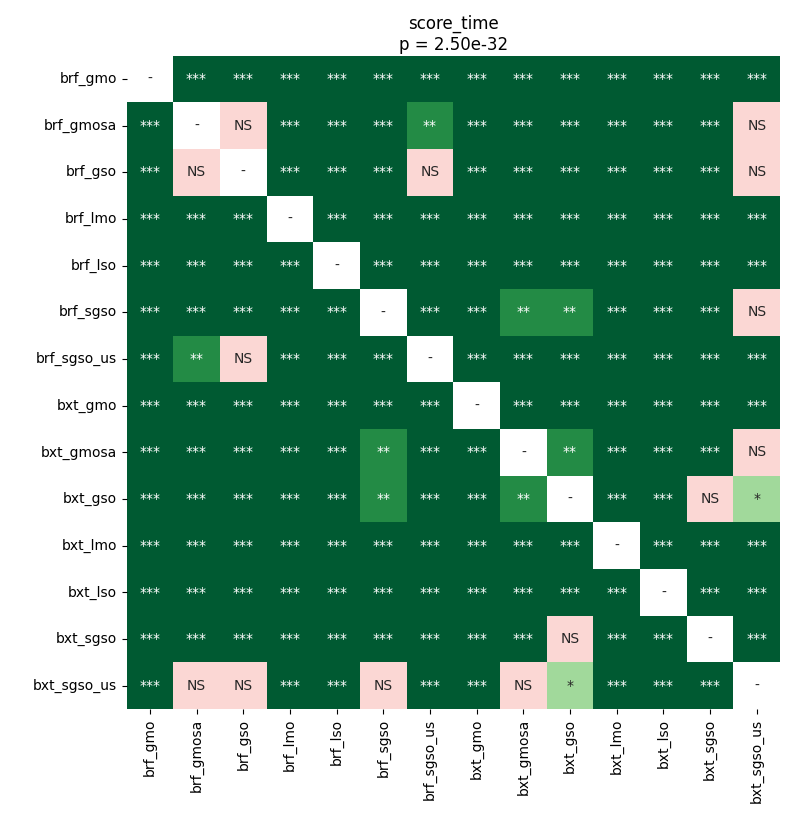 score_time
p = 2.50e-32
brf_gmo - *** *** *** *** *** *** *** *** *** *** *** *** ***
brf_gmosa *** - NS *** *** *** ** *** *** *** *** *** *** NS
brf_gso *** NS - *** *** *** NS *** *** *** *** *** *** NS
brf_lmo *** *** *** - *** *** *** *** *** *** *** *** *** ***
brf_lso *** *** *** *** - *** *** *** *** *** *** *** *** ***
brf_sgso *** *** *** *** *** - *** *** ** ** *** *** *** NS
brf_sgso_us *** ** NS *** *** *** - *** *** *** *** *** *** ***
bxt_gmo *** *** *** *** *** *** *** - *** *** *** *** *** ***
bxt_gmosa *** *** *** *** *** ** *** *** - ** *** *** *** NS
bxt_gso *** *** *** *** *** ** *** *** ** - *** *** NS *
bxt_lmo *** *** *** *** *** *** *** *** *** *** - *** *** ***
bxt_lso *** *** *** *** *** *** *** *** *** *** *** - *** ***
bxt_sgso *** *** *** *** *** *** *** *** *** NS *** *** - ***
bxt_sgso_us *** NS NS *** *** NS *** *** NS * *** *** *** -
brf_gmo brf_gmosa brf_gso brf_lmo brf_lso brf_sgso brf_sgso_us bxt_gmo bxt_gmosa bxt_gso bxt_lmo bxt_lso bxt_sgso bxt_sgso_us